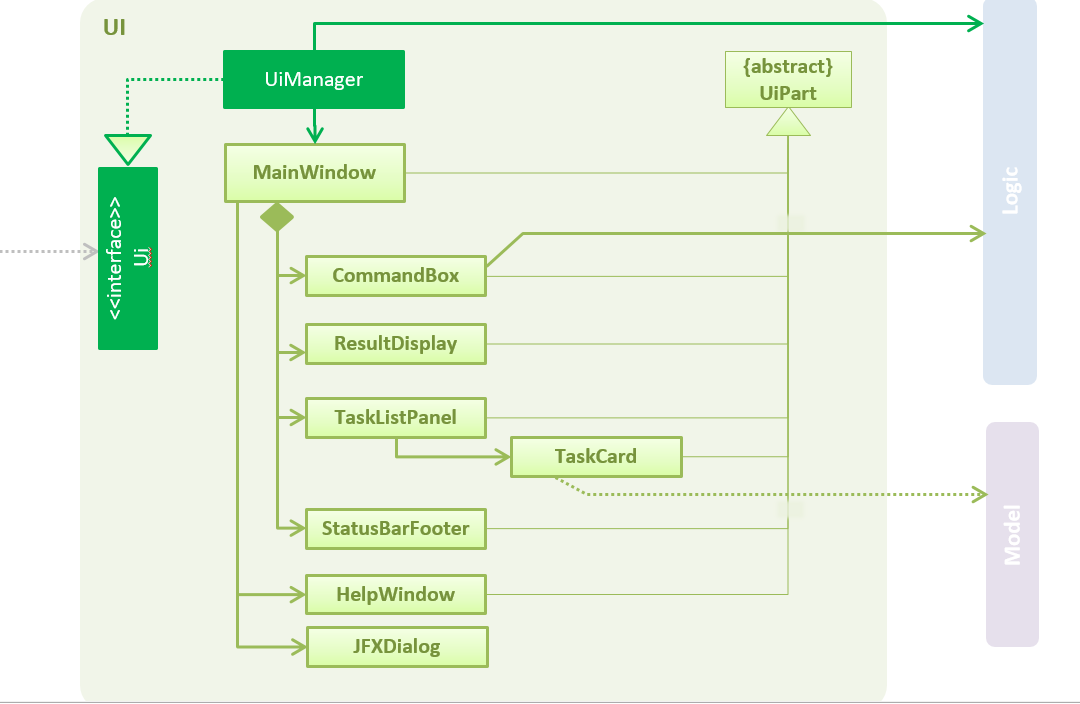 UI
UiManager
{abstract}
UiPart
MainWindow
<<interface>>
Ui
Logic
CommandBox
ResultDisplay
TaskListPanel
TaskCard
StatusBarFooter
Model
HelpWindow
JFXDialog